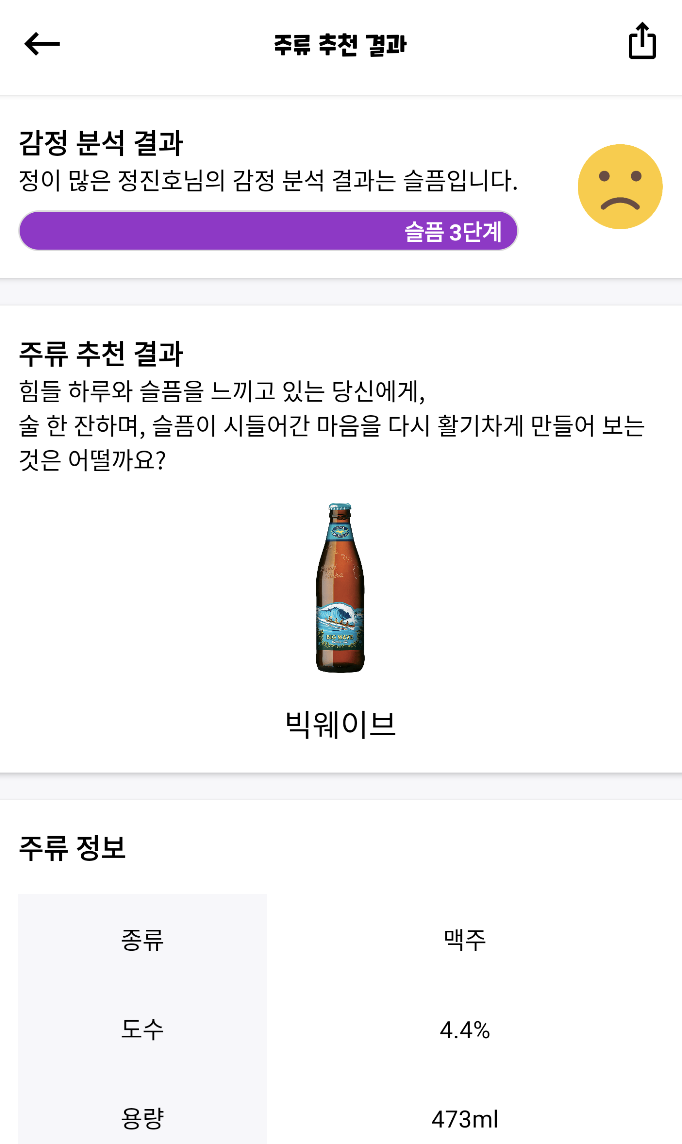 주류 추천 결과
감정 분석 결과
정이 많은 정진호님의 감정 분석 결과는 슬픔입니다.
슬픔 3단계
주류 추천 결과
힘들 하루와 슬픔을 느끼고 있는 당신에게,
술 한 잔하며, 슬픔이 시들어간 마음을 다시 활기차게 만들어 보는
것은 어떨까요?
빅웨이브
주류 정보
종류 맥주
도수 4.4%
용량 473ml